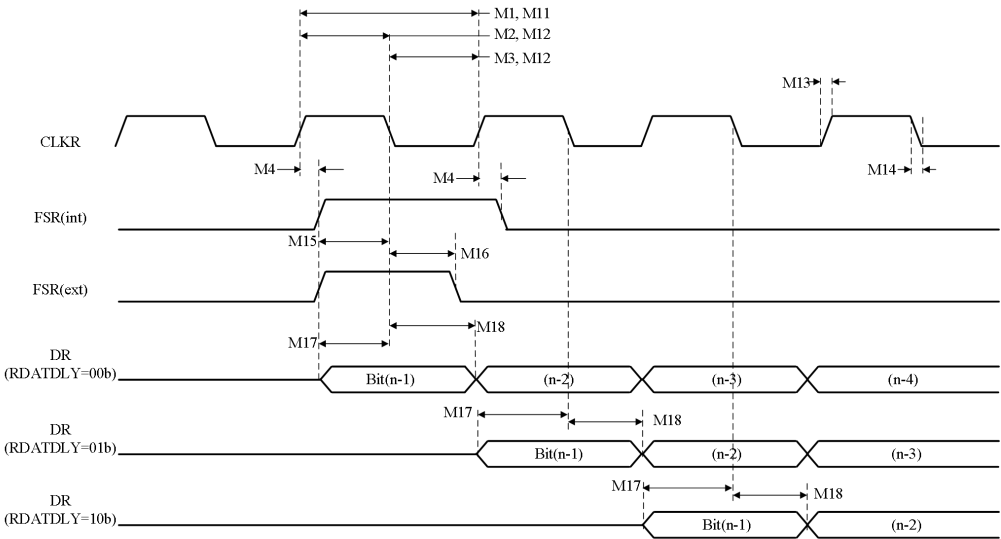 M1, M11
M2, M12
M3, M12
M13
CLKR
M4
M4
M14
FSR(int)
M15
M16
FSR(ext)
M18
M17
DR
(RDATDLY=00b)
Bit(n-1)
(n-2)
(n-3)
(n-4)
M17
M18
DR
(RDATDLY=01b)
Bit(n-1)
(n-2)
(n-3)
M17
M18
DR
(RDATDLY=10b)
Bit(n-1)
(n-2)